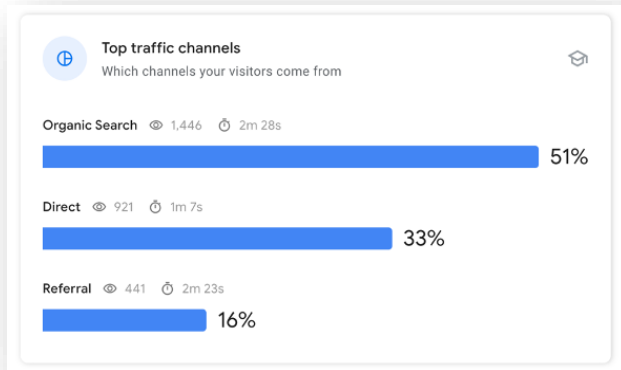 Top traffic channels
Which channels your visitors come from
Organic Search 1,446 2m 28s
51%
Direct 921 1m 7s
33%
Referral 441 2m 23s
16%